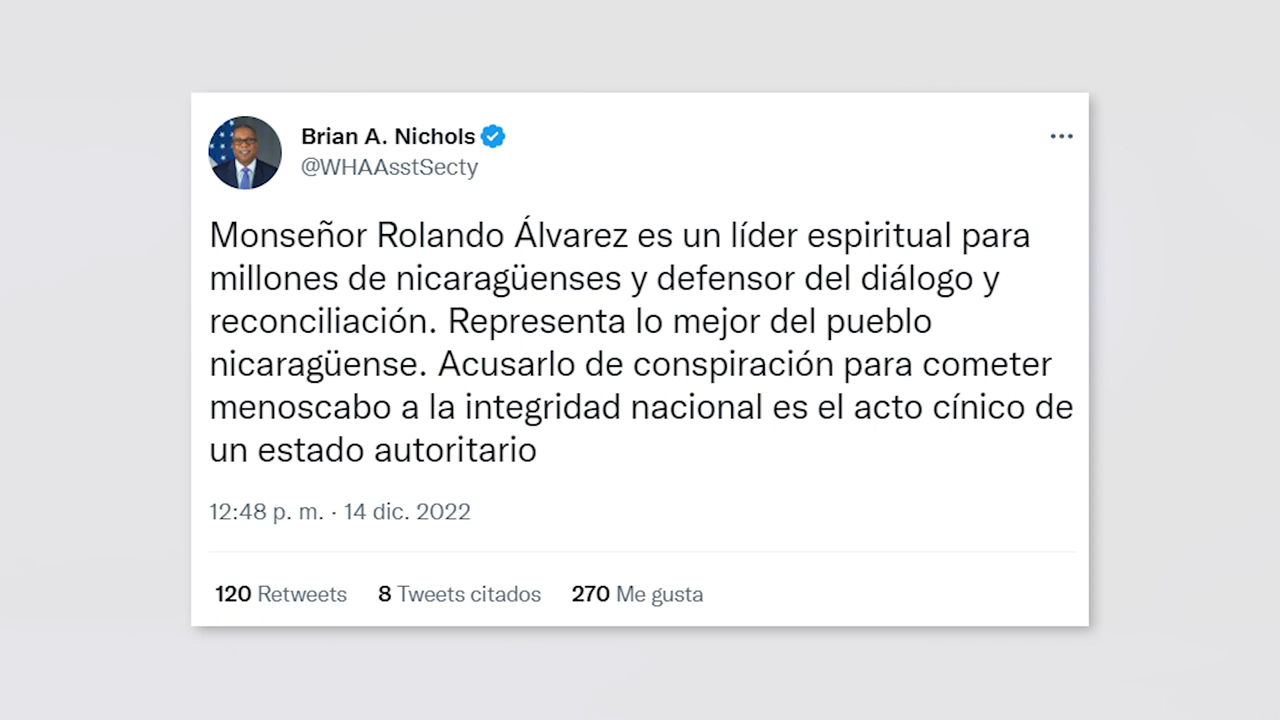 Brian A. Nichols
@WHAAsstSecty
Monseñor Rolando Álvarez es un líder espiritual para
millones de nicaragüenses y defensor del diálogo y
reconciliación. Representa lo mejor del pueblo
nicaragüense. Acusarlo de conspiración para cometer
menoscabo a la integridad nacional es el acto cínico de
un estado autoritario
12:48 p. m. · 14 dic. 2022
120 Retweets 8 Tweets citados 270 Me gusta